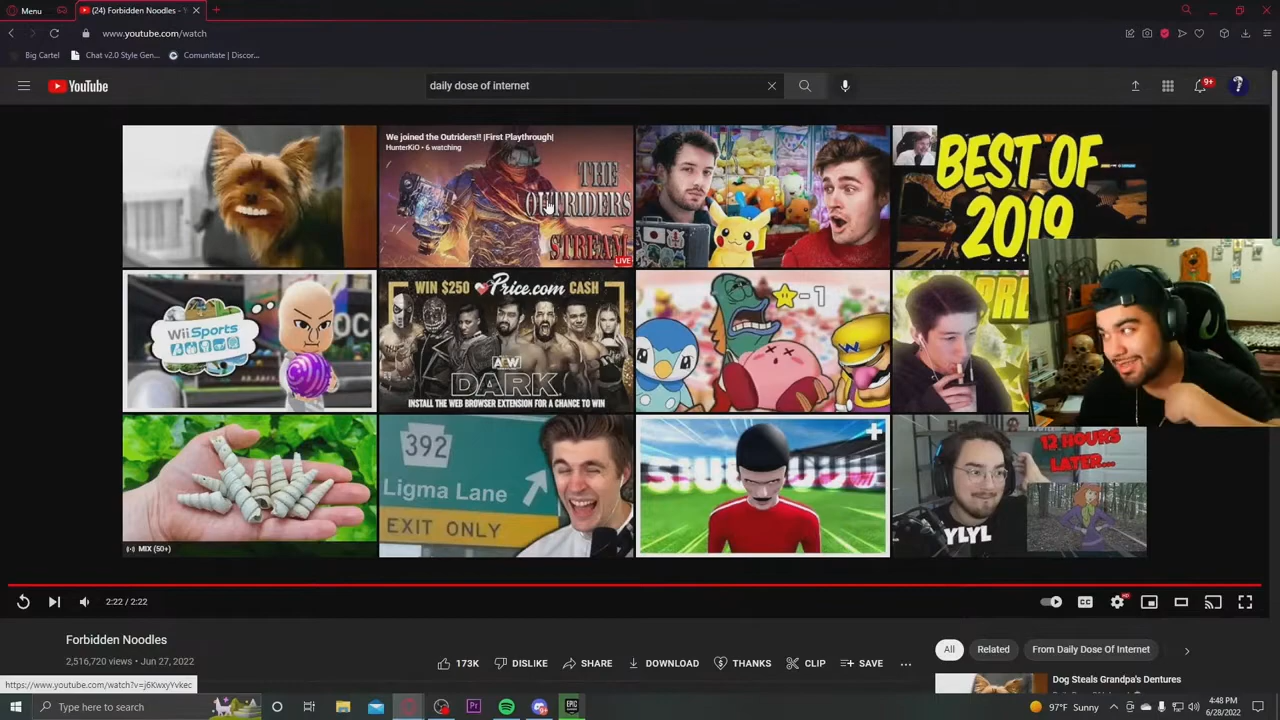 Menu
(24) Forbidden Noodles - Y
www.youtube.com/watch
Big Cartel
Chat v2.0 Style Gen...
Comunitate | Discor...
YouTube
daily dose of internet
9+
We joined the Outriders!! |First Playthrough|
HunterKiO • 6 watching
THE
OUTRIDERS
STREAM
LIVE
BEST OF
2019
Wii Sports
OC
WIN $250 Price.com CASH
AEW
DARK
INSTALL THE WEB BROWSER EXTENSION FOR A CHANCE TO WIN
-1
PRE
MIX (50+)
392
Ligma Lane
EXIT ONLY
12 HOURS
LATER...
YLYL
2:22 / 2:22
CC
HD
Forbidden Noodles
2,516,720 views • Jun 27, 2022
173K
DISLIKE
SHARE
DOWNLOAD
THANKS
CLIP
SAVE
All
Related
From Daily Dose Of Internet
Dog Steals Grandpa's Dentures
https://www.youtube.com/watch?v=j6KwxyYvkec
Type here to search
97°F Sunny
4:48 PM
6/28/2022